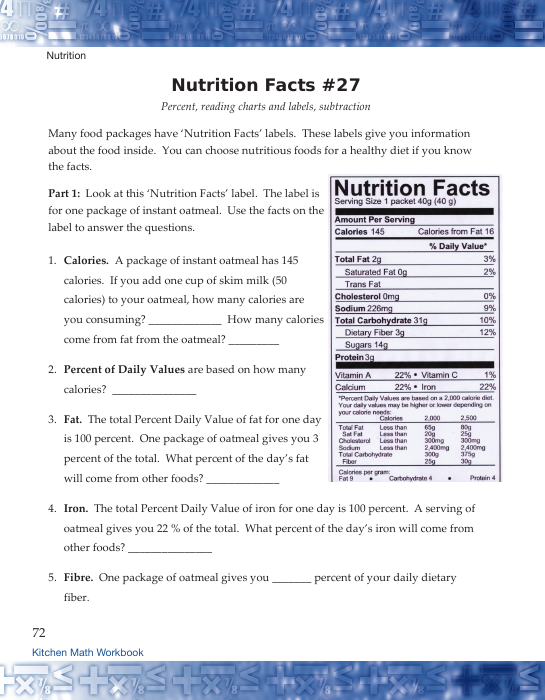 Nutrition
Nutrition Facts #27
Percent, reading charts and labels, subtraction
Many food packages have ‘Nutrition Facts’ labels.  These labels give you information
about the food inside.  You can choose nutritious foods for a healthy diet if you know
the facts.
Part 1:  Look at this ‘Nutrition Facts’ label.  The label is
for one package of instant oatmeal.  Use the facts on the
label to answer the questions.
1.  Calories.  A package of instant oatmeal has 145
calories.  If you add one cup of skim milk (50
calories) to your oatmeal, how many calories are
you consuming? _____________  How many calories
come from fat from the oatmeal? _________
2.  Percent of Daily Values are based on how many
calories?  _______________
3.  Fat.  The total Percent Daily Value of fat for one day
is 100 percent.  One package of oatmeal gives you 3
percent of the total.  What percent of the day’s fat
will come from other foods? _____________
Nutrition Facts
Serving Size 1 packet 40g (40 g)
Amount Per Serving
Calories 145 Calories from Fat 16
% Daily Value*
Total Fat 2g 3%
Saturated Fat 0g 2%
Trans Fat
Cholesterol 0mg 0%
Sodium 226mg 9%
Total Carbohydrate 31g 10%
Dietary Fiber 3g 12%
Sugars 14g
Protein 3g
Vitamin A 22% • Vitamin C 1%
Calcium 22% • Iron 22%
*Percent Daily Values are based on a 2,000 calorie diet.
Your daily values may be higher or lower depending on
your calorie needs:
Calories 2,000 2,500
Total Fat Less than 65g 80g
Sat Fat Less than 20g 25g
Cholesterol Less than 300mg 300mg
Sodium Less than 2,400mg 2,400mg
Total Carbohydrate 300g 375g
Fiber 25g 30g
Calories per gram:
Fat 9 • Carbohydrate 4 • Protein 4
4.  Iron.  The total Percent Daily Value of iron for one day is 100 percent.  A serving of
oatmeal gives you 22 % of the total.  What percent of the day’s iron will come from
other foods? _______________
5.  Fibre.  One package of oatmeal gives you _______ percent of your daily dietary
fiber.
72
Kitchen Math Workbook